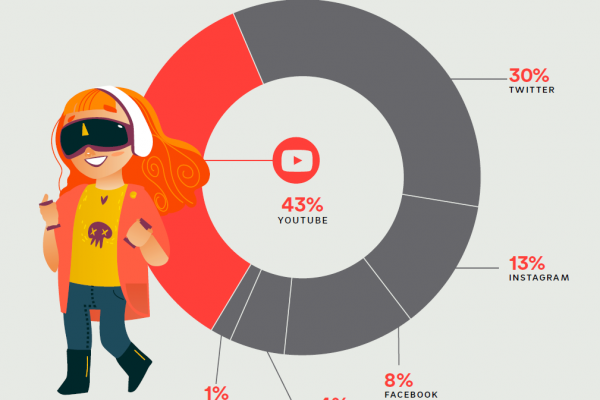 30%
TWITTER
43%
YOUTUBE
13%
INSTAGRAM
8%
FACEBOOK
1%